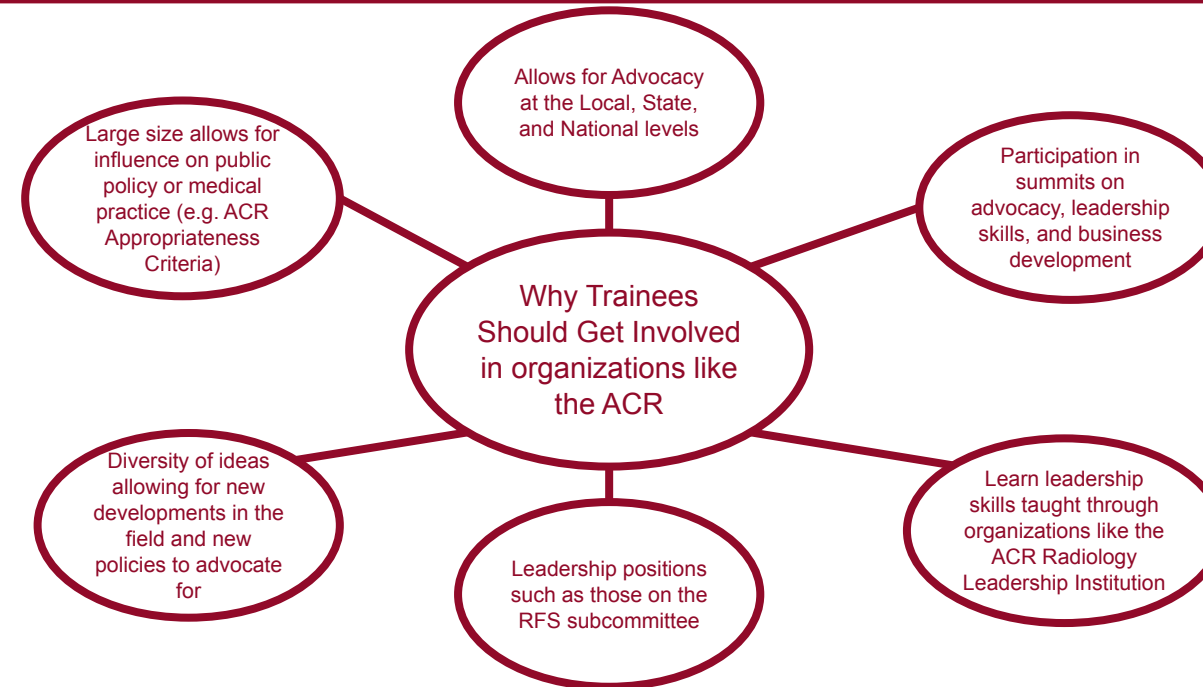 Allows for Advocacy
at the Local, State,
and National levels
Large size allows for
influence on public
policy or medical
practice (e.g. ACR
Appropriateness
Criteria)
Participation in
summits on
advocacy, leadership
skills, and business
development
Why Trainees
Should Get Involved
in organizations like
the ACR
Diversity of ideas
allowing for new
developments in the
field and new
policies to advocate
for
Leadership positions
such as those on the
RFS subcommittee
Learn leadership
skills taught through
organizations like the
ACR Radiology
Leadership Institution